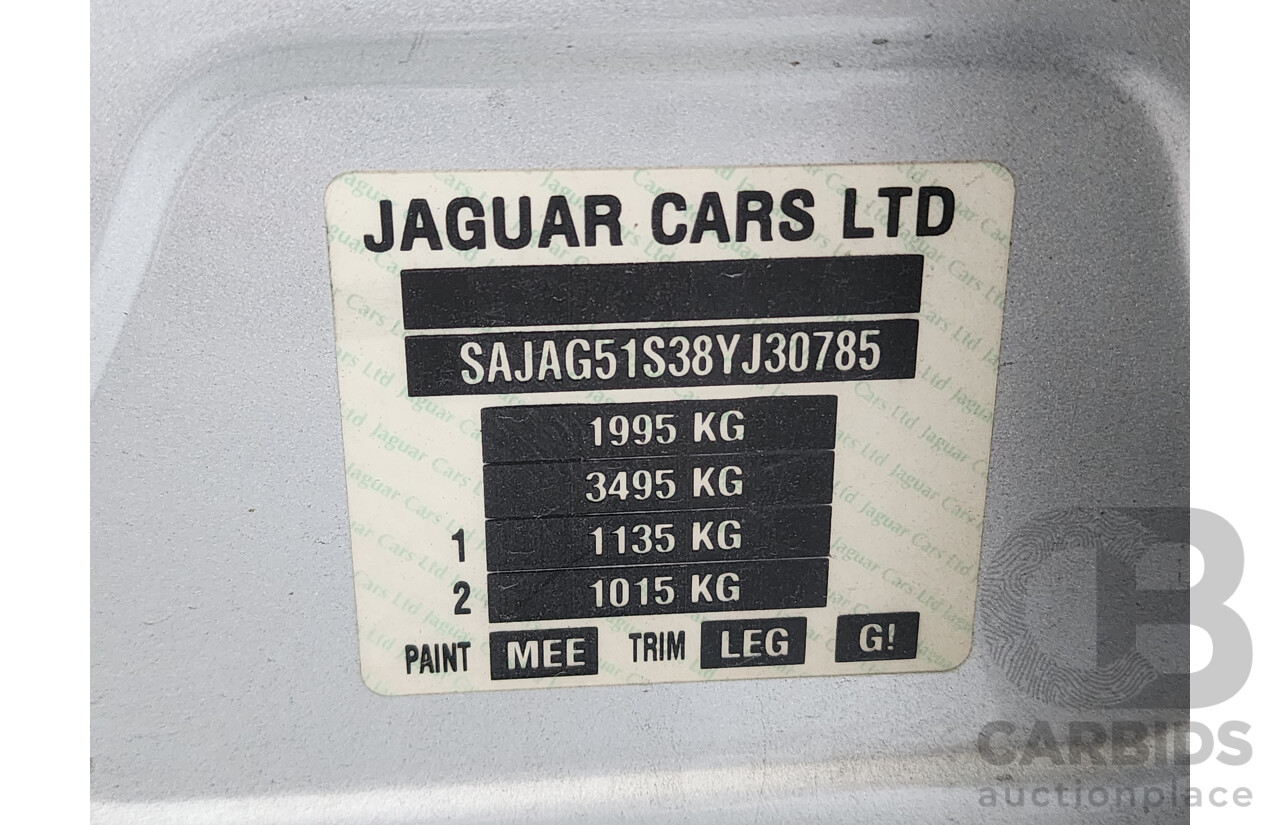 JAGUAR CARS LTD
SAJAG51S38YJ30785
1995 KG
3495 KG
1 1135 KG
2 1015 KG
PAINT MEE TRIM LEG G!
CB
CARBIDS
auctionplace